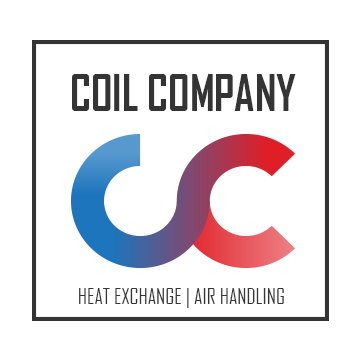 COIL COMPANY
HEAT EXCHANGE | AIR HANDLING